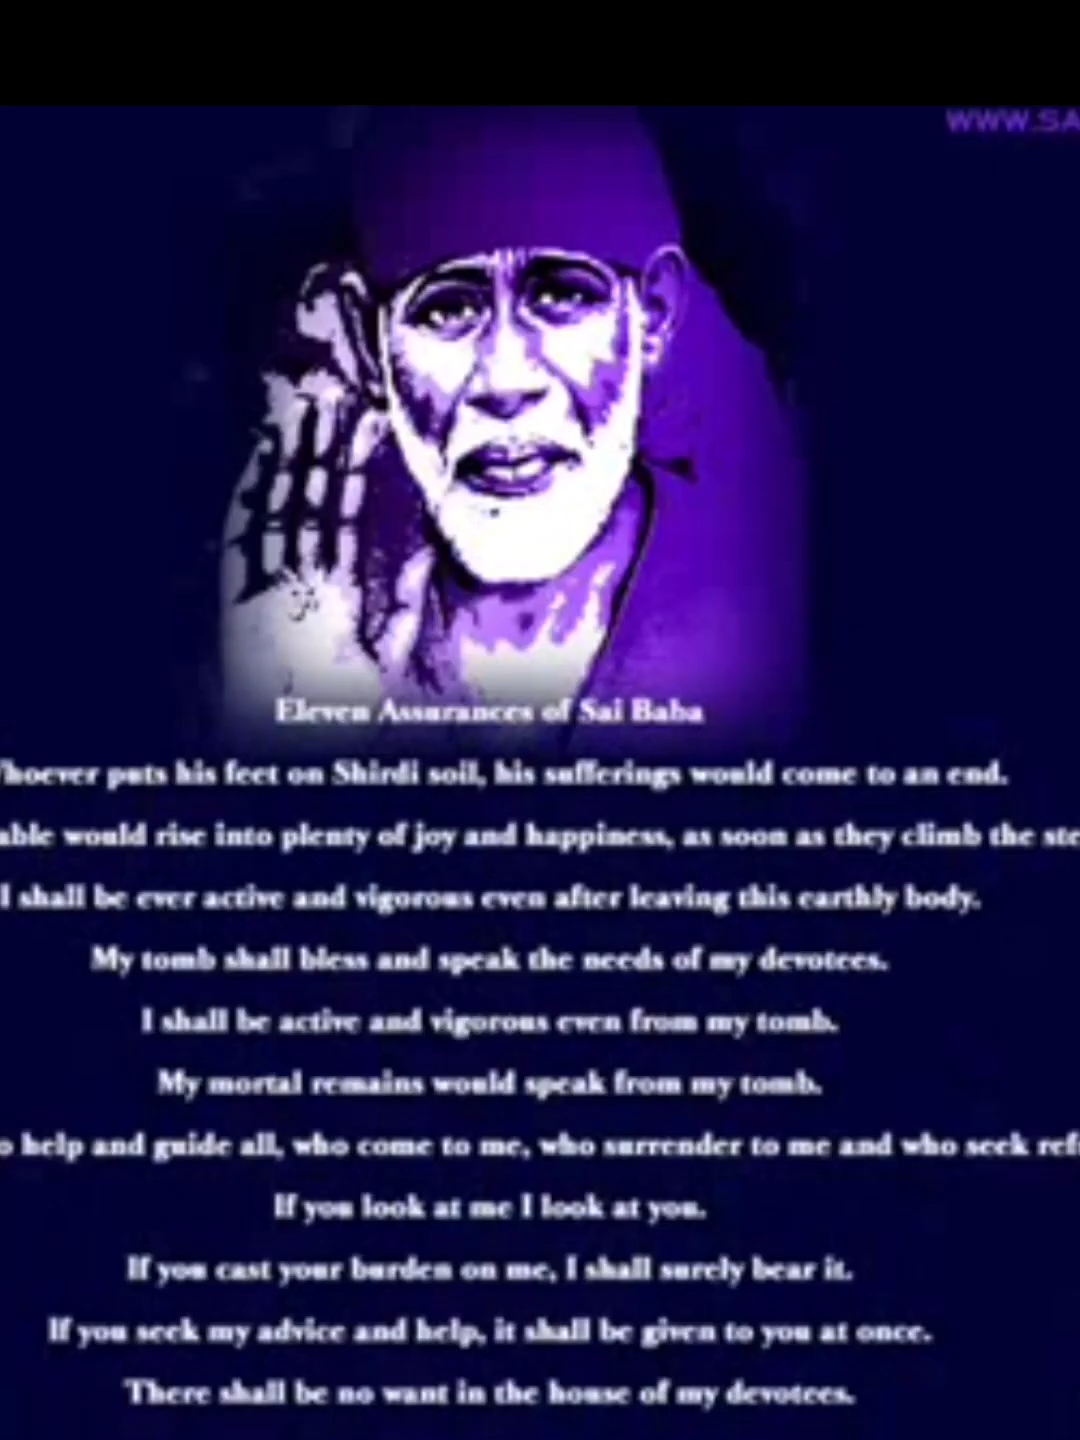 WWW.SA
Eleven Assurances of Sai Baba
hoever puts his feet on Shirdi soil, his sufferings would come to an end.
able would rise into plenty of joy and happiness, as soon as they climb the ste
I shall be ever active and vigorous even after leaving this earthly body.
My tomb shall bless and speak the needs of my devotees.
I shall be active and vigorous even from my tomb.
My mortal remains would speak from my tomb.
o help and guide all, who come to me, who surrender to me and who seek ref
If you look at me I look at you.
If you cast your burden on me, I shall surely bear it.
If you seek my advice and help, it shall be given to you at once.
There shall be no want in the house of my devotees.